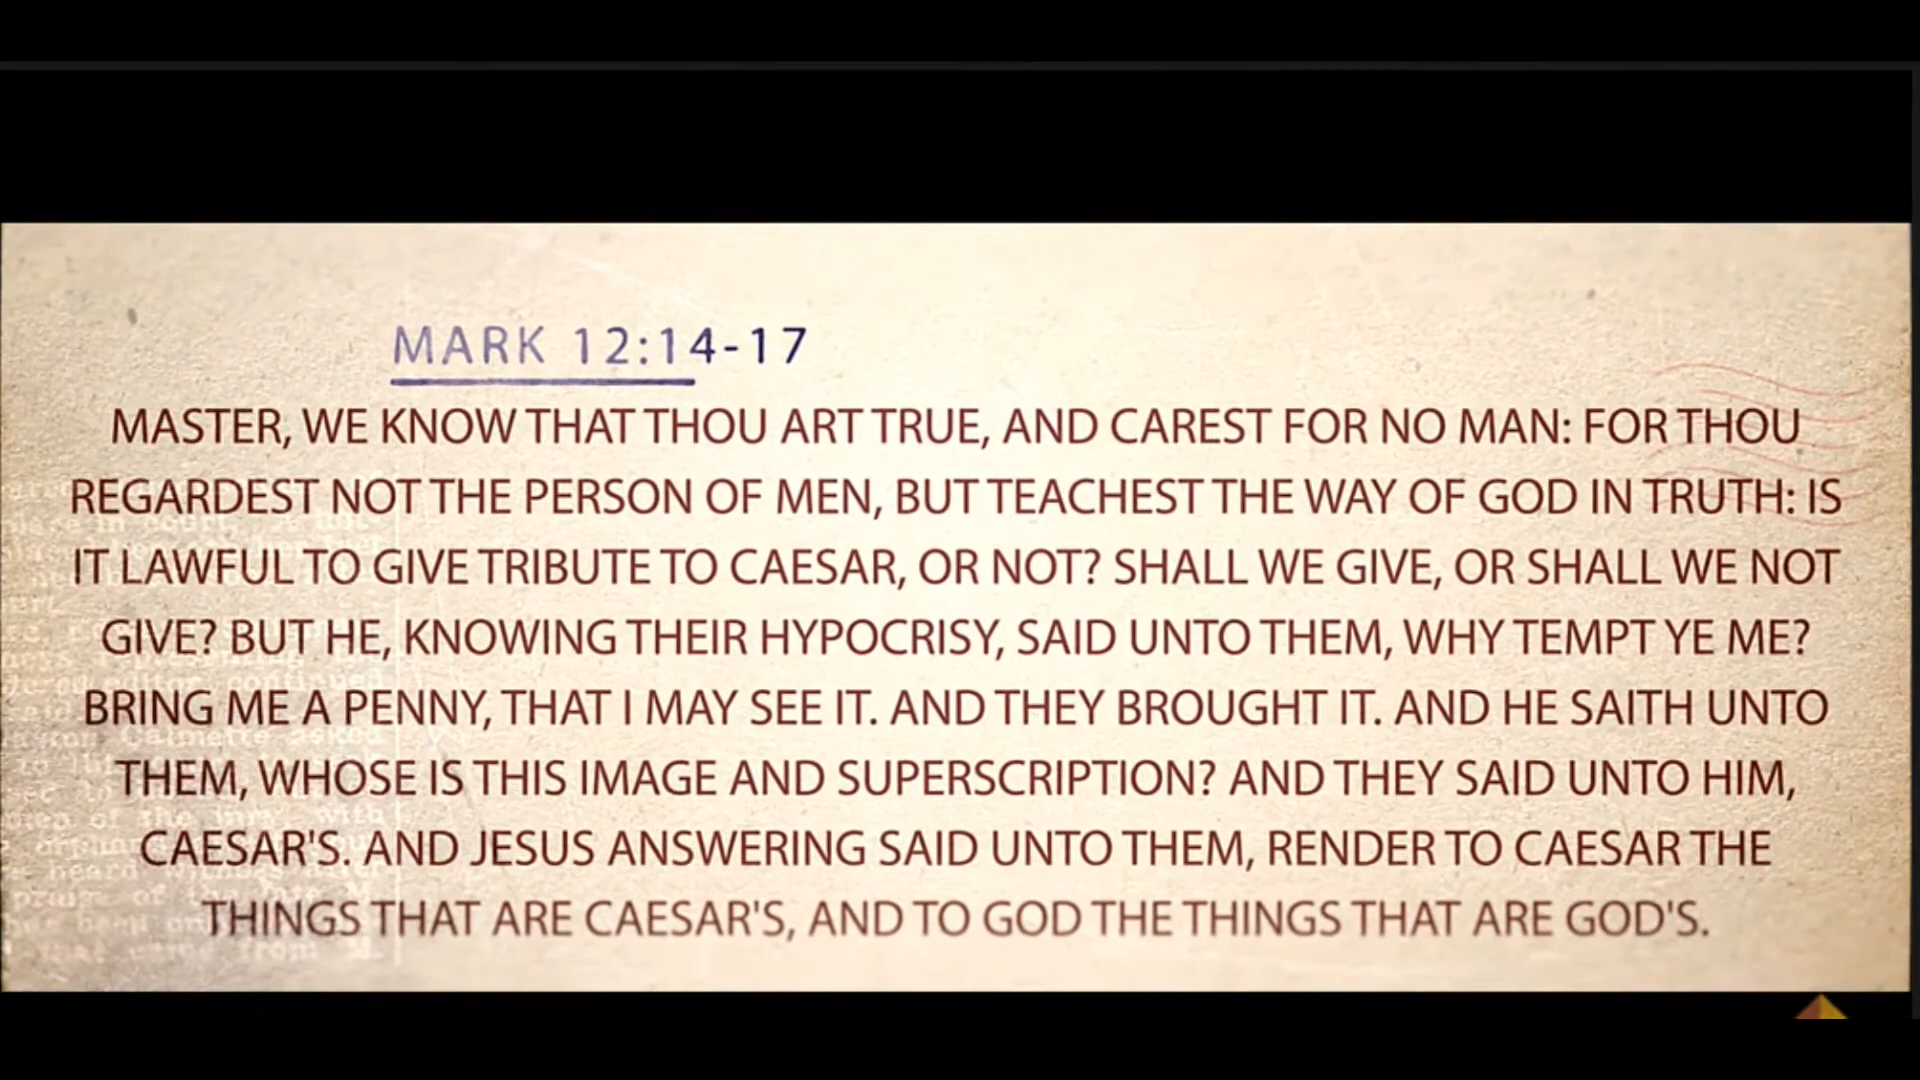 MARK 12:14-17
MASTER, WE KNOW THAT THOU ART TRUE, AND CAREST FOR NO MAN: FOR THOU
REGARDEST NOT THE PERSON OF MEN, BUT TEACHEST THE WAY OF GOD IN TRUTH: IS
IT LAWFUL TO GIVE TRIBUTE TO CAESAR, OR NOT? SHALL WE GIVE, OR SHALL WE NOT
GIVE? BUT HE, KNOWING THEIR HYPOCRISY, SAID UNTO THEM, WHY TEMPT YE ME?
BRING ME A PENNY, THAT I MAY SEE IT. AND THEY BROUGHT IT. AND HE SAITH UNTO
THEM, WHOSE IS THIS IMAGE AND SUPERSCRIPTION? AND THEY SAID UNTO HIM,
CAESAR'S. AND JESUS ANSWERING SAID UNTO THEM, RENDER TO CAESAR THE
THINGS THAT ARE CAESAR'S, AND TO GOD THE THINGS THAT ARE GOD'S.